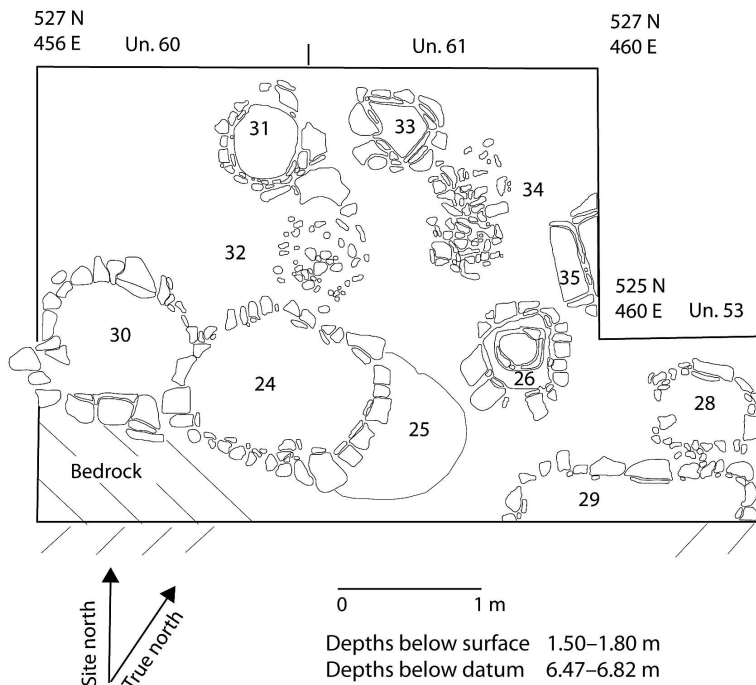 527 N
456 E
Un. 60
Un. 61
527 N
460 E
31
33
34
32
35
525 N
460 E
Un. 53
30
24
26
25
28
Bedrock
29
Site north
True north
0
1 m
Depths below surface 1.50–1.80 m
Depths below datum 6.47–6.82 m